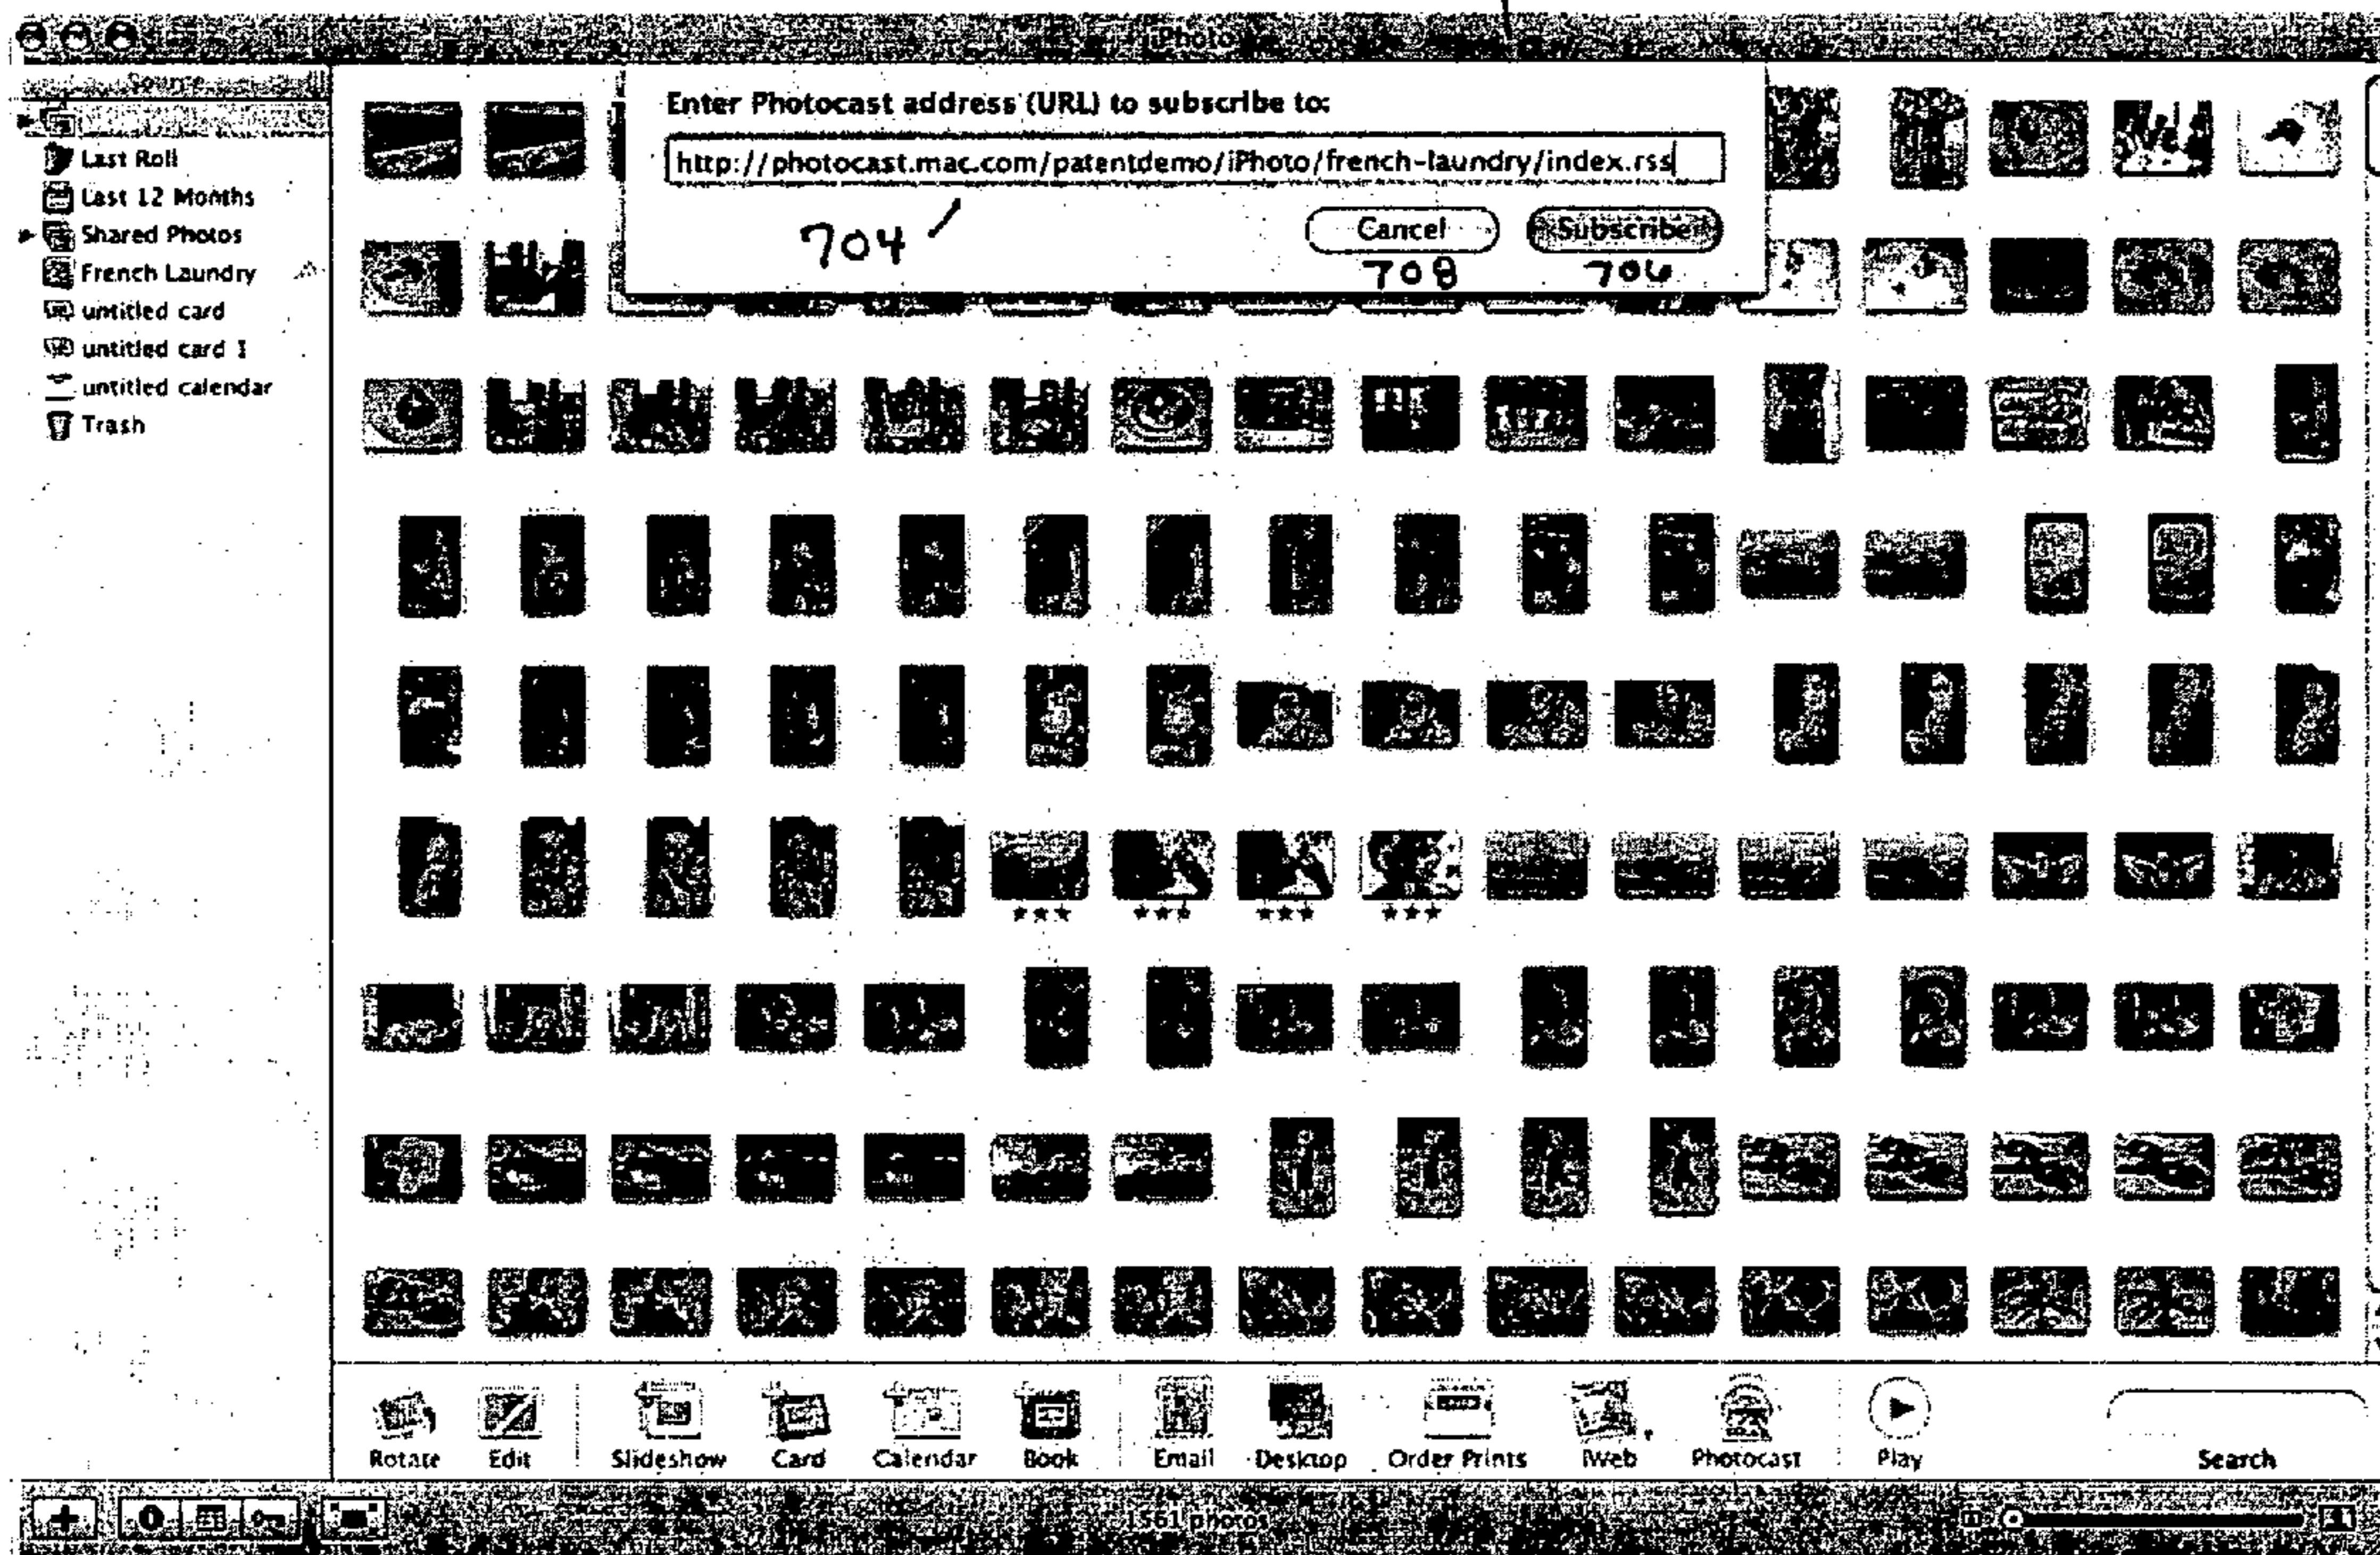 iPhoto
Source
Last Roll
Last 12 Months
Shared Photos
French Laundry
untitled card
untitled card 1
untitled calendar
Trash
Enter Photocast address (URL) to subscribe to:
http://photocast.mac.com/patentdemo/iPhoto/french-laundry/index.rss
704
Cancel
Subscribe
708
706
★★★
★★★
★★★
★★★
Rotate
Edit
Slideshow
Card
Calendar
Book
Email
Desktop
Order Prints
iWeb
Photocast
Play
Search
1561 photos